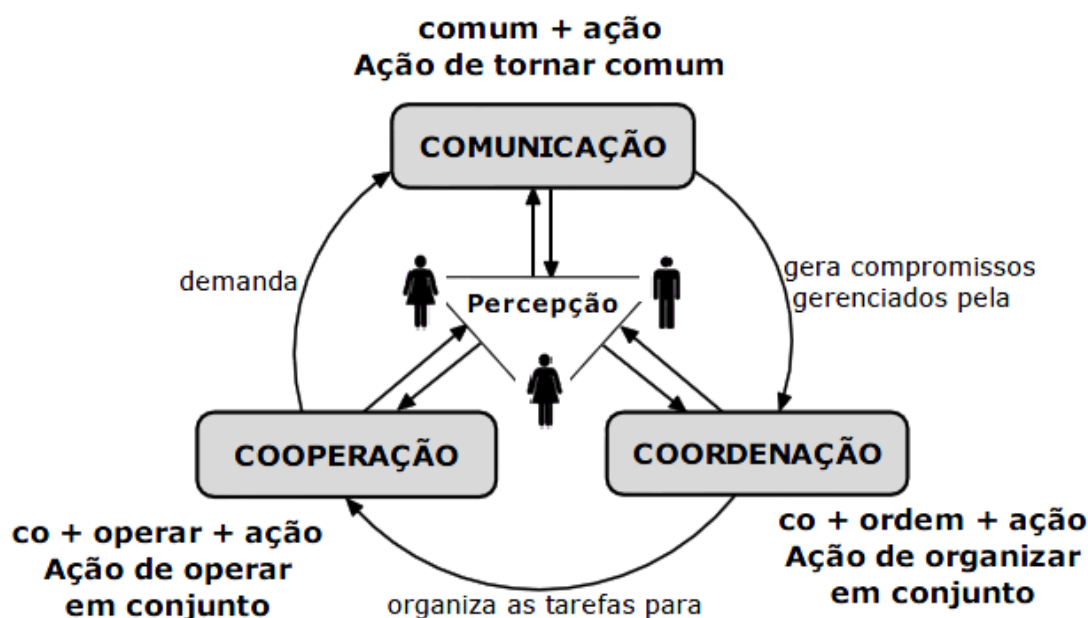 comum + ação
Ação de tornar comum
COMUNICAÇÃO
demanda
gera compromissos
gerenciados pela
Percepção
COOPERAÇÃO
COORDENAÇÃO
co + operar + ação
Ação de operar
em conjunto
co + ordem + ação
Ação de organizar
em conjunto
organiza as tarefas para